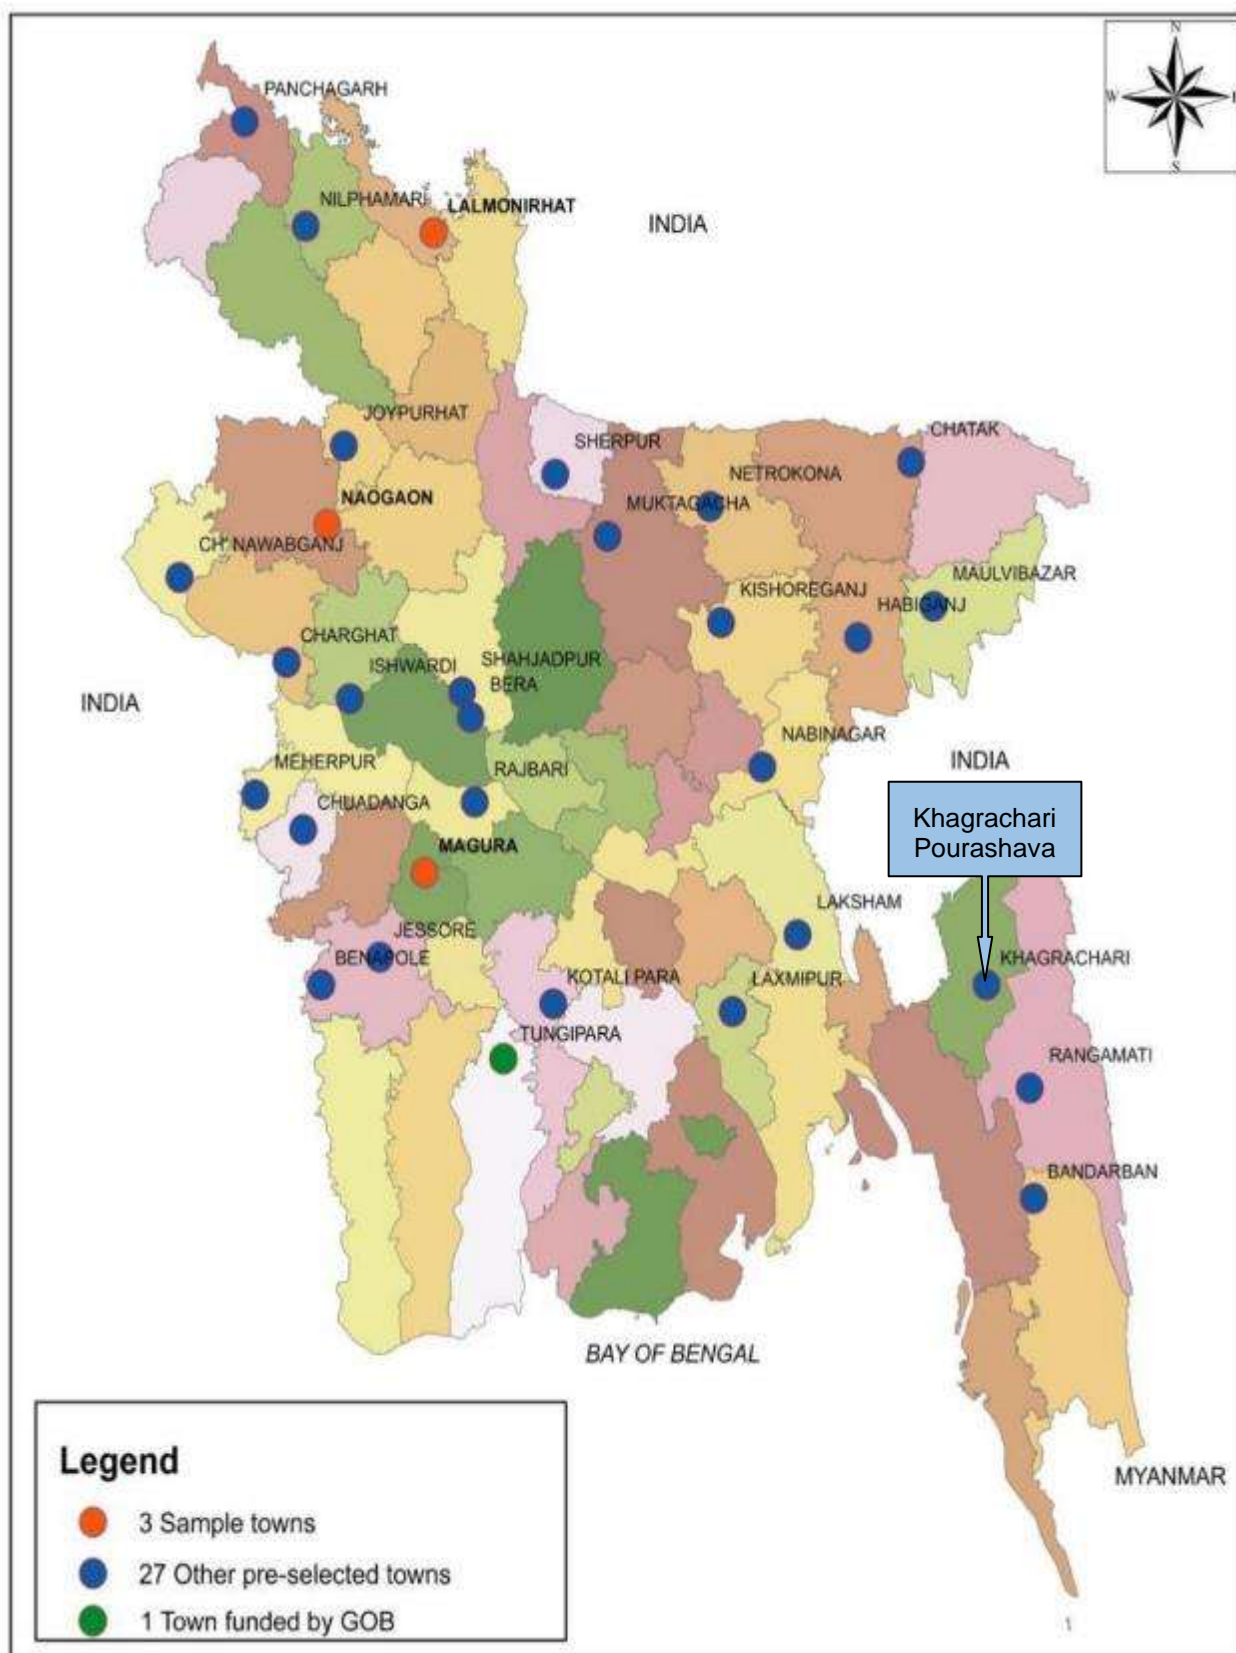 N
W
E
S
PANCHAGARH
NILPHAMARI
LALMONIRHAT
INDIA
JOYPURHAT
SHERPUR
CHATAK
NETROKONA
NAOGAON
MUKTAGACHA
CH' NAWABGANJ
MAULVIBAZAR
KISHOREGANJ
HABIGANJ
CHARGHAT
ISHWARDI
SHAHJADPUR
BERA
INDIA
NABINAGAR
MEHERPUR
RAJBARI
INDIA
CHUADANGA
Khagrachari
Pourashava
MAGURA
LAKSHAM
JESSORE
BENAPOLE
KHAGRACHARI
KOTALI PARA
LAXMIPUR
TUNGIPARA
RANGAMATI
BANDARBAN
BAY OF BENGAL
Legend
MYANMAR
3 Sample towns
27 Other pre-selected towns
1 Town funded by GOB
1